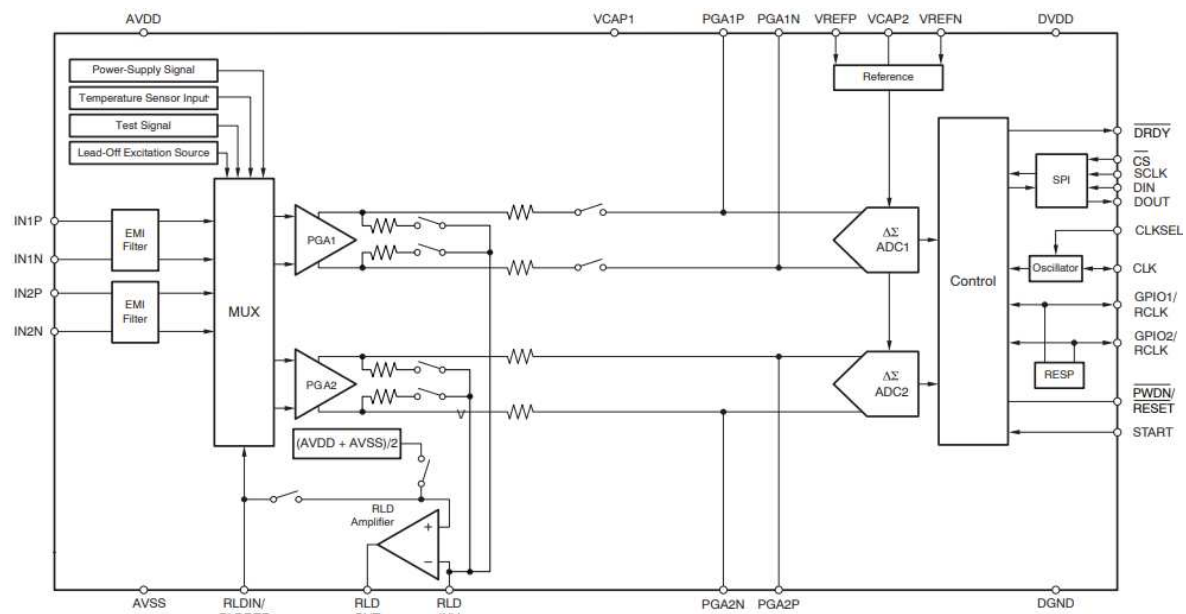 AVDD
VCAP1
PGA1P
PGA1N
VREFP
VCAP2
VREFN
DVDD
Power-Supply Signal
Temperature Sensor Input
Test Signal
Lead-Off Excitation Source
Reference
DRDY
CS
SCLK
DIN
DOUT
SPI
CLKSEL
IN1P
IN1N
IN2P
IN2N
EMI
Filter
EMI
Filter
MUX
PGA1
PGA2
ΔΣ
ADC1
ΔΣ
ADC2
Control
Oscillator
CLK
GPIO1/
RCLK
GPIO2/
RCLK
RESP
PWDN/
RESET
START
V
(AVDD + AVSS)/2
RLD
Amplifier
+
−
AVSS
RLDIN/
RLD
RLD
PGA2N
PGA2P
DGND